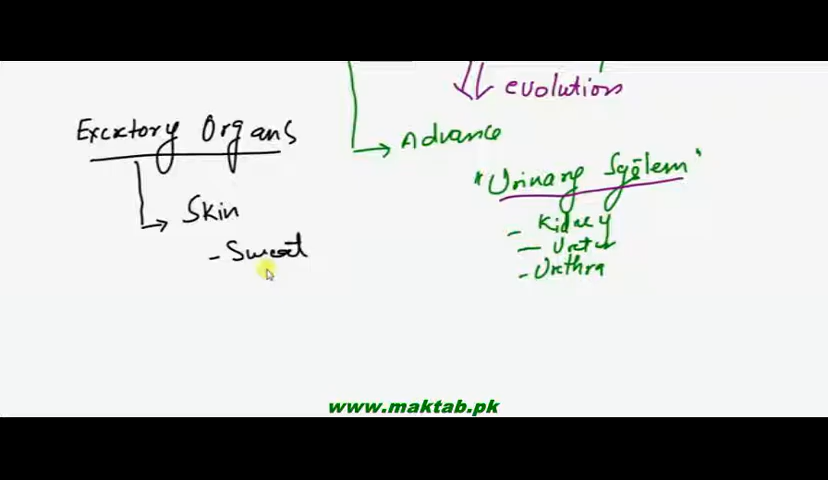 evolution
Excretory Organs
Advance
"Urinary System"
Skin
- Kidney
- Sweat
- Ureter
- Urethra
www.maktab.pk